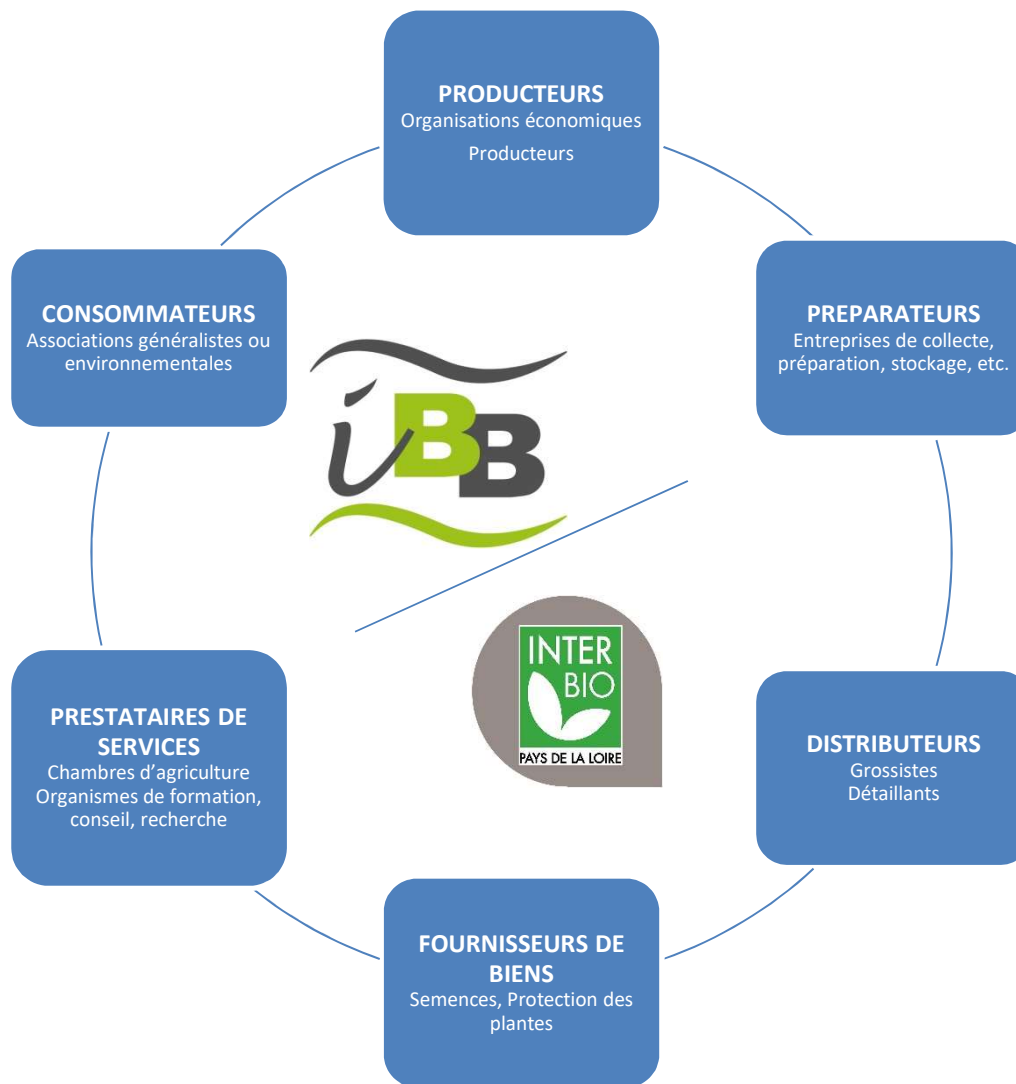 PRODUCTEURS
Organisations économiques
Producteurs
PREPARATEURS
Entreprises de collecte,
préparation, stockage, etc.
DISTRIBUTEURS
Grossistes
Détaillants
FOURNISSEURS DE
BIENS
Semences, Protection des
plantes
PRESTATAIRES DE
SERVICES
Chambres d’agriculture
Organismes de formation,
conseil, recherche
CONSOMMATEURS
Associations généralistes ou
environnementales
iBB
INTER
BIO
PAYS DE LA LOIRE